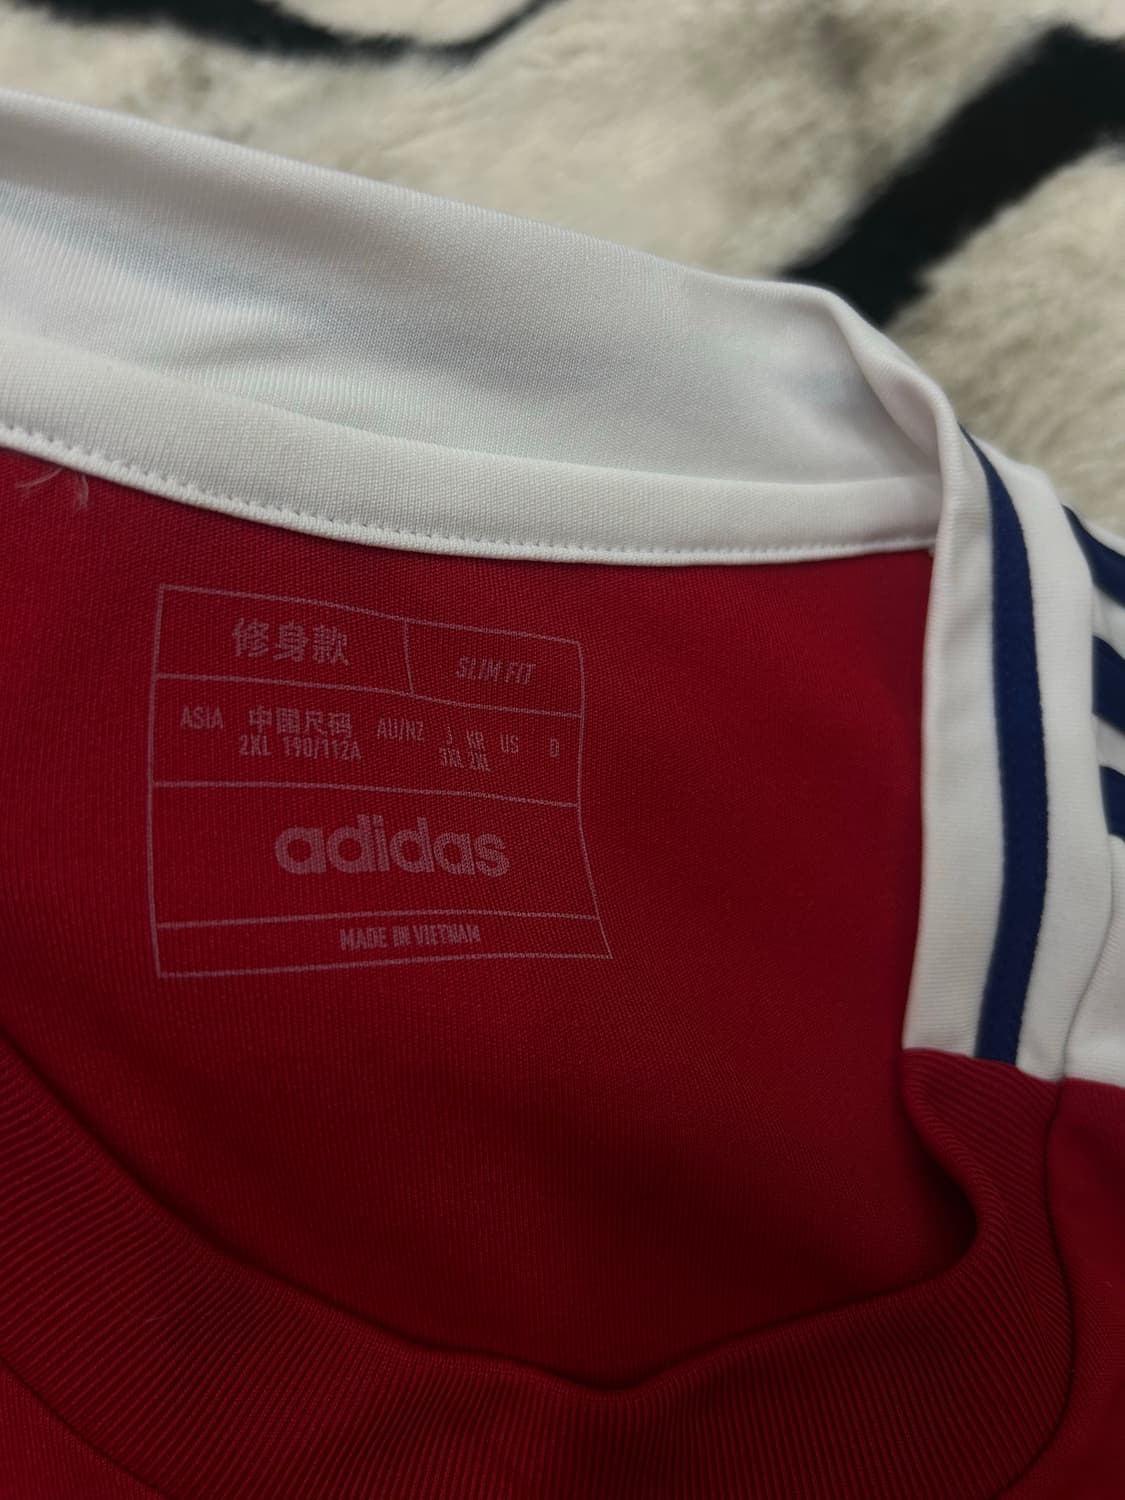 修身款 SLIM FIT
ASIA 中国尺码 AU/NZ J KR US D
2XL 190/112A 3XL 2XL
adidas
MADE IN VIETNAM